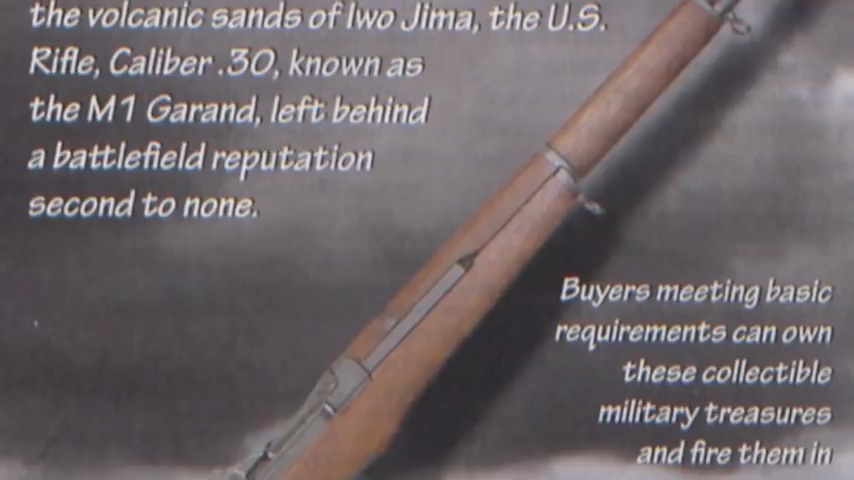 the volcanic sands of Iwo Jima, the U.S.
Rifle, Caliber .30, known as
the M1 Garand, left behind
a battlefield reputation
second to none.
Buyers meeting basic
requirements can own
these collectible
military treasures
and fire them in